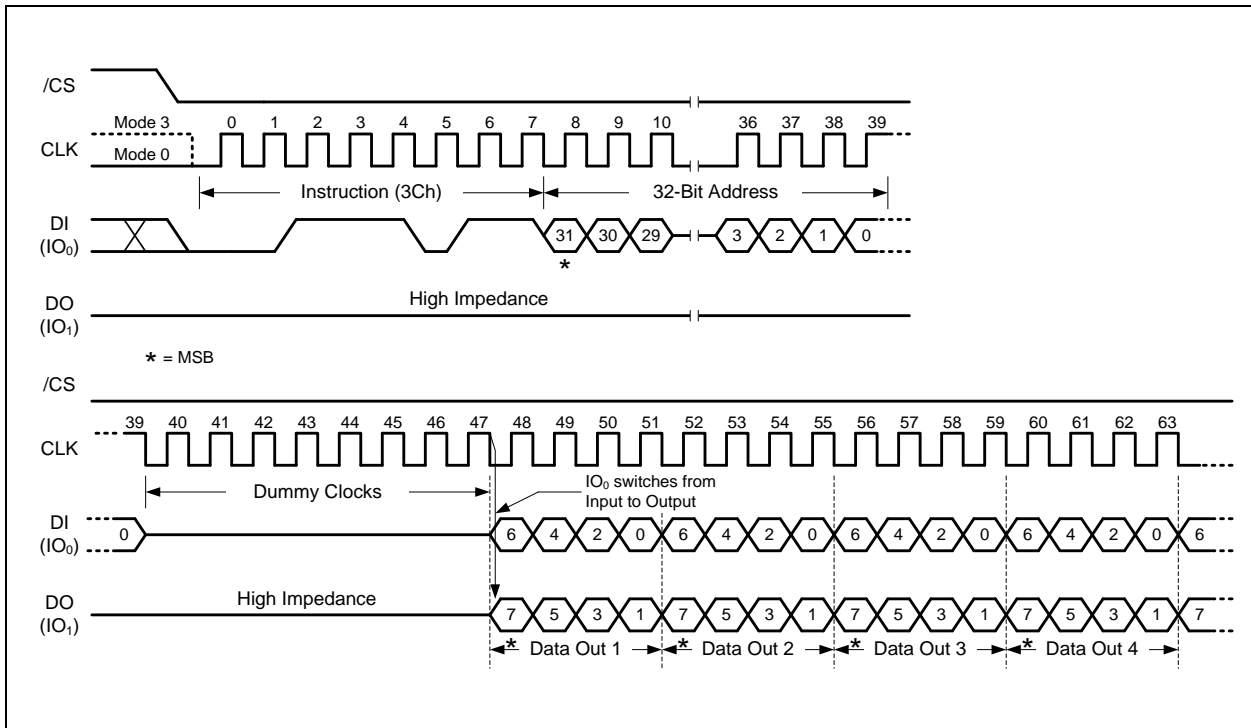 /CS
Mode 3 0 1 2 3 4 5 6 7 8 9 10 36 37 38 39
CLK
Mode 0
Instruction (3Ch) 32-Bit Address
DI
(IO₀)
31 30 29 3 2 1 0
*
High Impedance
DO
(IO₁)
* = MSB
/CS
39 40 41 42 43 44 45 46 47 48 49 50 51 52 53 54 55 56 57 58 59 60 61 62 63
CLK
Dummy Clocks
IO₀ switches from
Input to Output
DI
(IO₀)
0 6 4 2 0 6 4 2 0 6 4 2 0 6 4 2 0 6
High Impedance
DO
(IO₁)
7 5 3 1 7 5 3 1 7 5 3 1 7 5 3 1 7
* Data Out 1 * Data Out 2 * Data Out 3 * Data Out 4